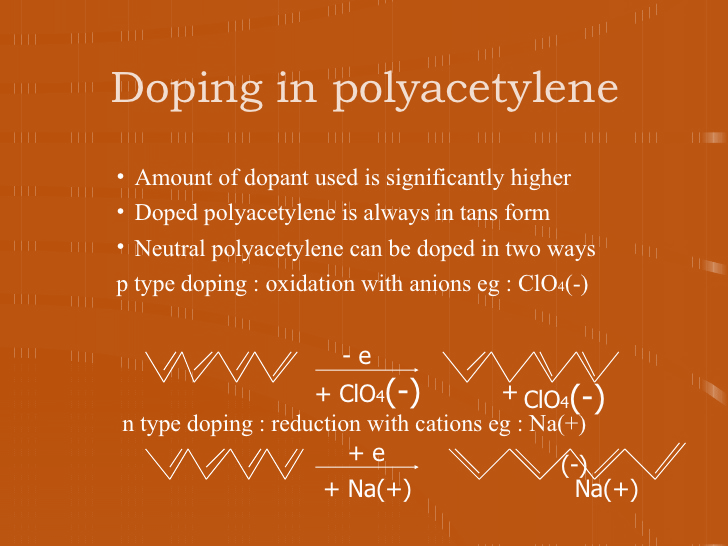 Doping in polyacetylene
• Amount of dopant used is significantly higher
• Doped polyacetylene is always in tans form
• Neutral polyacetylene can be doped in two ways
p type doping : oxidation with anions eg : ClO4(-)
- e
+ ClO4(-)
+ ClO4(-)
n type doping : reduction with cations eg : Na(+)
+ e
(-)
+ Na(+)
Na(+)